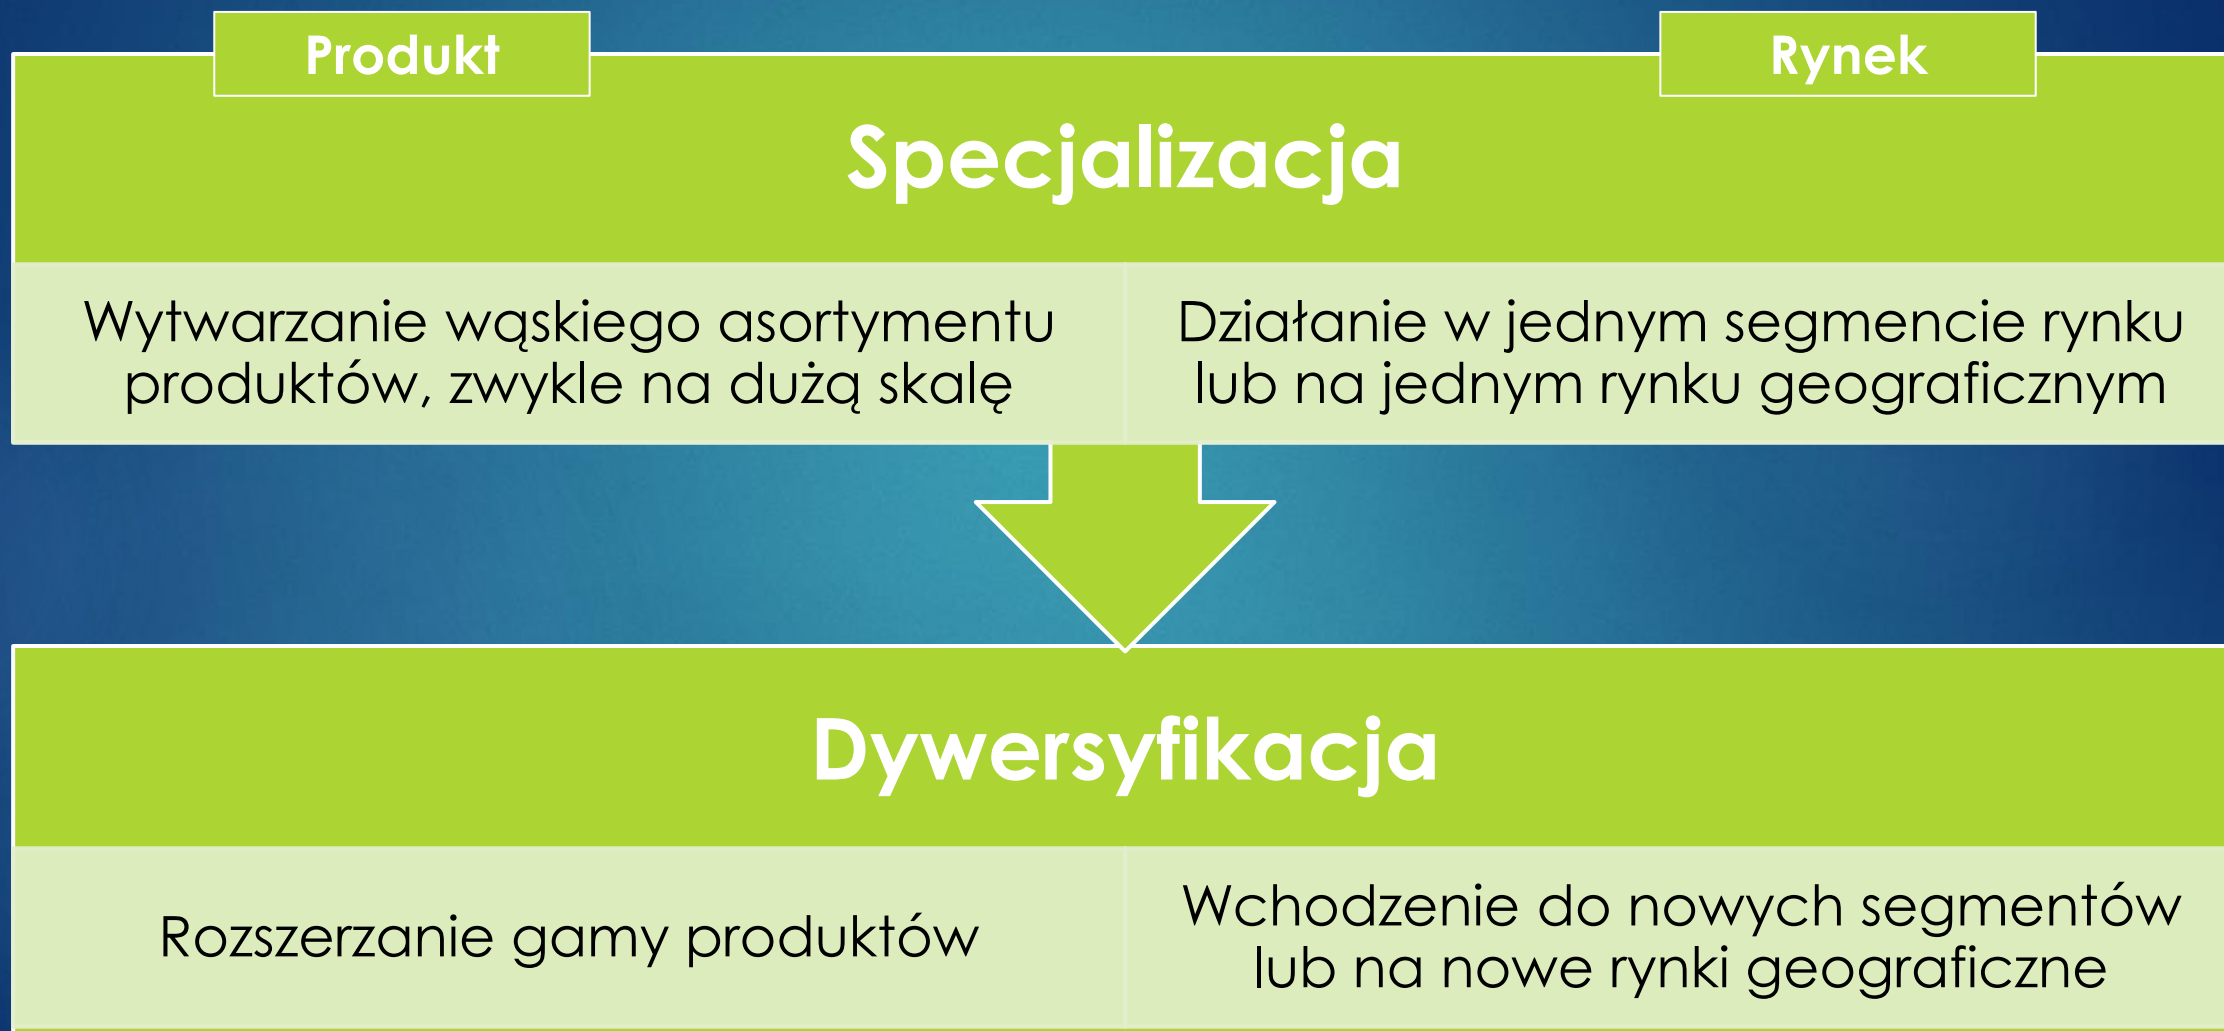 Produkt
Rynek
Specjalizacja
Wytwarzanie wąskiego asortymentu
produktów, zwykle na dużą skalę
Działanie w jednym segmencie rynku
lub na jednym rynku geograficznym
Dywersyfikacja
Rozszerzanie gamy produktów
Wchodzenie do nowych segmentów
lub na nowe rynki geograficzne